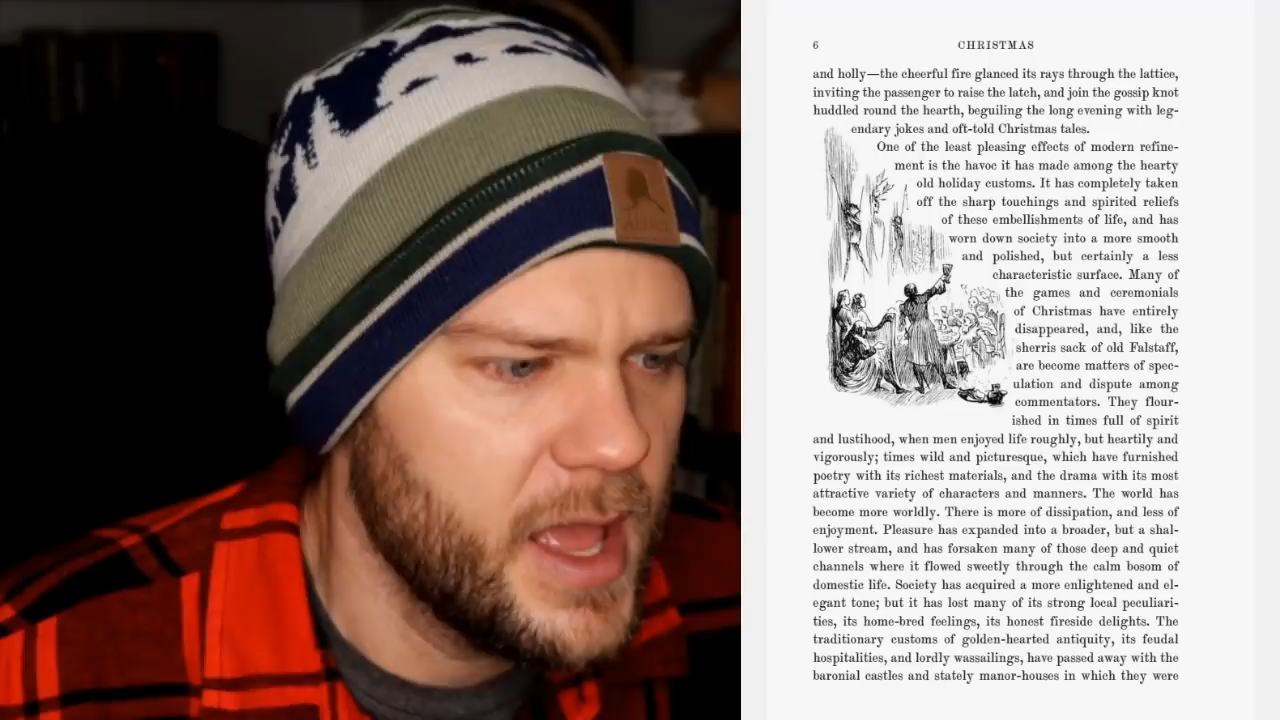 6
CHRISTMAS
and holly—the cheerful fire glanced its rays through the lattice,
inviting the passenger to raise the latch, and join the gossip knot
huddled round the hearth, beguiling the long evening with leg-
endary jokes and oft-told Christmas tales.
One of the least pleasing effects of modern refine-
ment is the havoc it has made among the hearty
old holiday customs. It has completely taken
off the sharp touchings and spirited reliefs
of these embellishments of life, and has
worn down society into a more smooth
and polished, but certainly a less
characteristic surface. Many of
the games and ceremonials
of Christmas have entirely
disappeared, and, like the
sherris sack of old Falstaff,
are become matters of spec-
ulation and dispute among
commentators. They flour-
ished in times full of spirit
and lustihood, when men enjoyed life roughly, but heartily and
vigorously; times wild and picturesque, which have furnished
poetry with its richest materials, and the drama with its most
attractive variety of characters and manners. The world has
become more worldly. There is more of dissipation, and less of
enjoyment. Pleasure has expanded into a broader, but a shal-
lower stream, and has forsaken many of those deep and quiet
channels where it flowed sweetly through the calm bosom of
domestic life. Society has acquired a more enlightened and el-
egant tone; but it has lost many of its strong local peculiari-
ties, its home-bred feelings, its honest fireside delights. The
traditionary customs of golden-hearted antiquity, its feudal
hospitalities, and lordly wassailings, have passed away with the
baronial castles and stately manor-houses in which they were